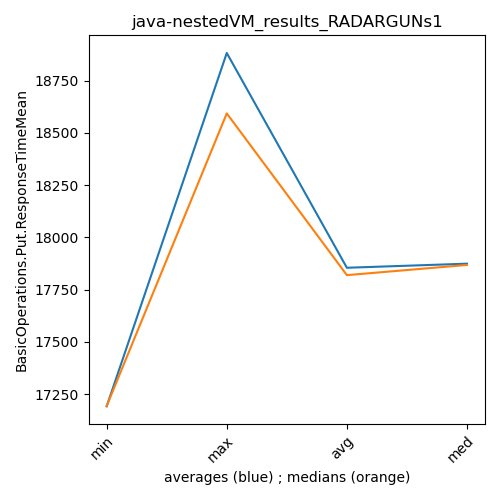 java-nestedVM_results_RADARGUNs1
BasicOperations.Put.ResponseTimeMean
18750
18500
18250
18000
17750
17500
17250
min
max
avg
med
averages (blue) ; medians (orange)